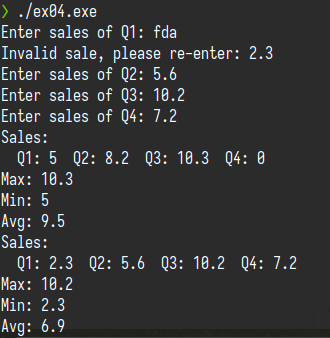 ❯ ./ex04.exe
Enter sales of Q1: fda
Invalid sale, please re-enter: 2.3
Enter sales of Q2: 5.6
Enter sales of Q3: 10.2
Enter sales of Q4: 7.2
Sales:
  Q1: 5  Q2: 8.2  Q3: 10.3  Q4: 0
Max: 10.3
Min: 5
Avg: 9.5
Sales:
  Q1: 2.3  Q2: 5.6  Q3: 10.2  Q4: 7.2
Max: 10.2
Min: 2.3
Avg: 6.9